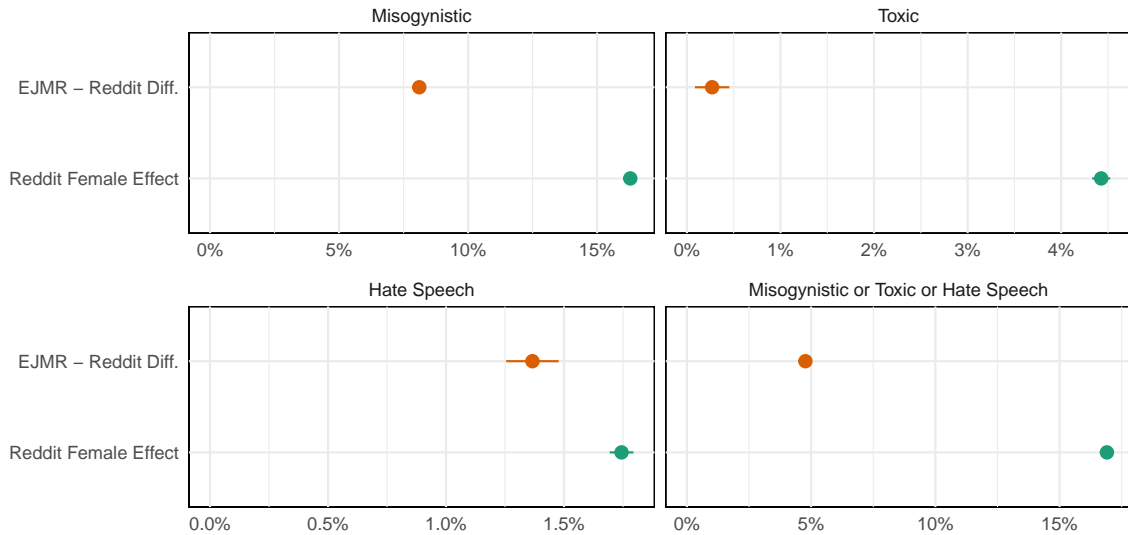 Misogynistic
Toxic
EJMR − Reddit Diff.
Reddit Female Effect
0% 5% 10% 15%
0% 1% 2% 3% 4%
Hate Speech
Misogynistic or Toxic or Hate Speech
EJMR − Reddit Diff.
Reddit Female Effect
0.0% 0.5% 1.0% 1.5%
0% 5% 10% 15%